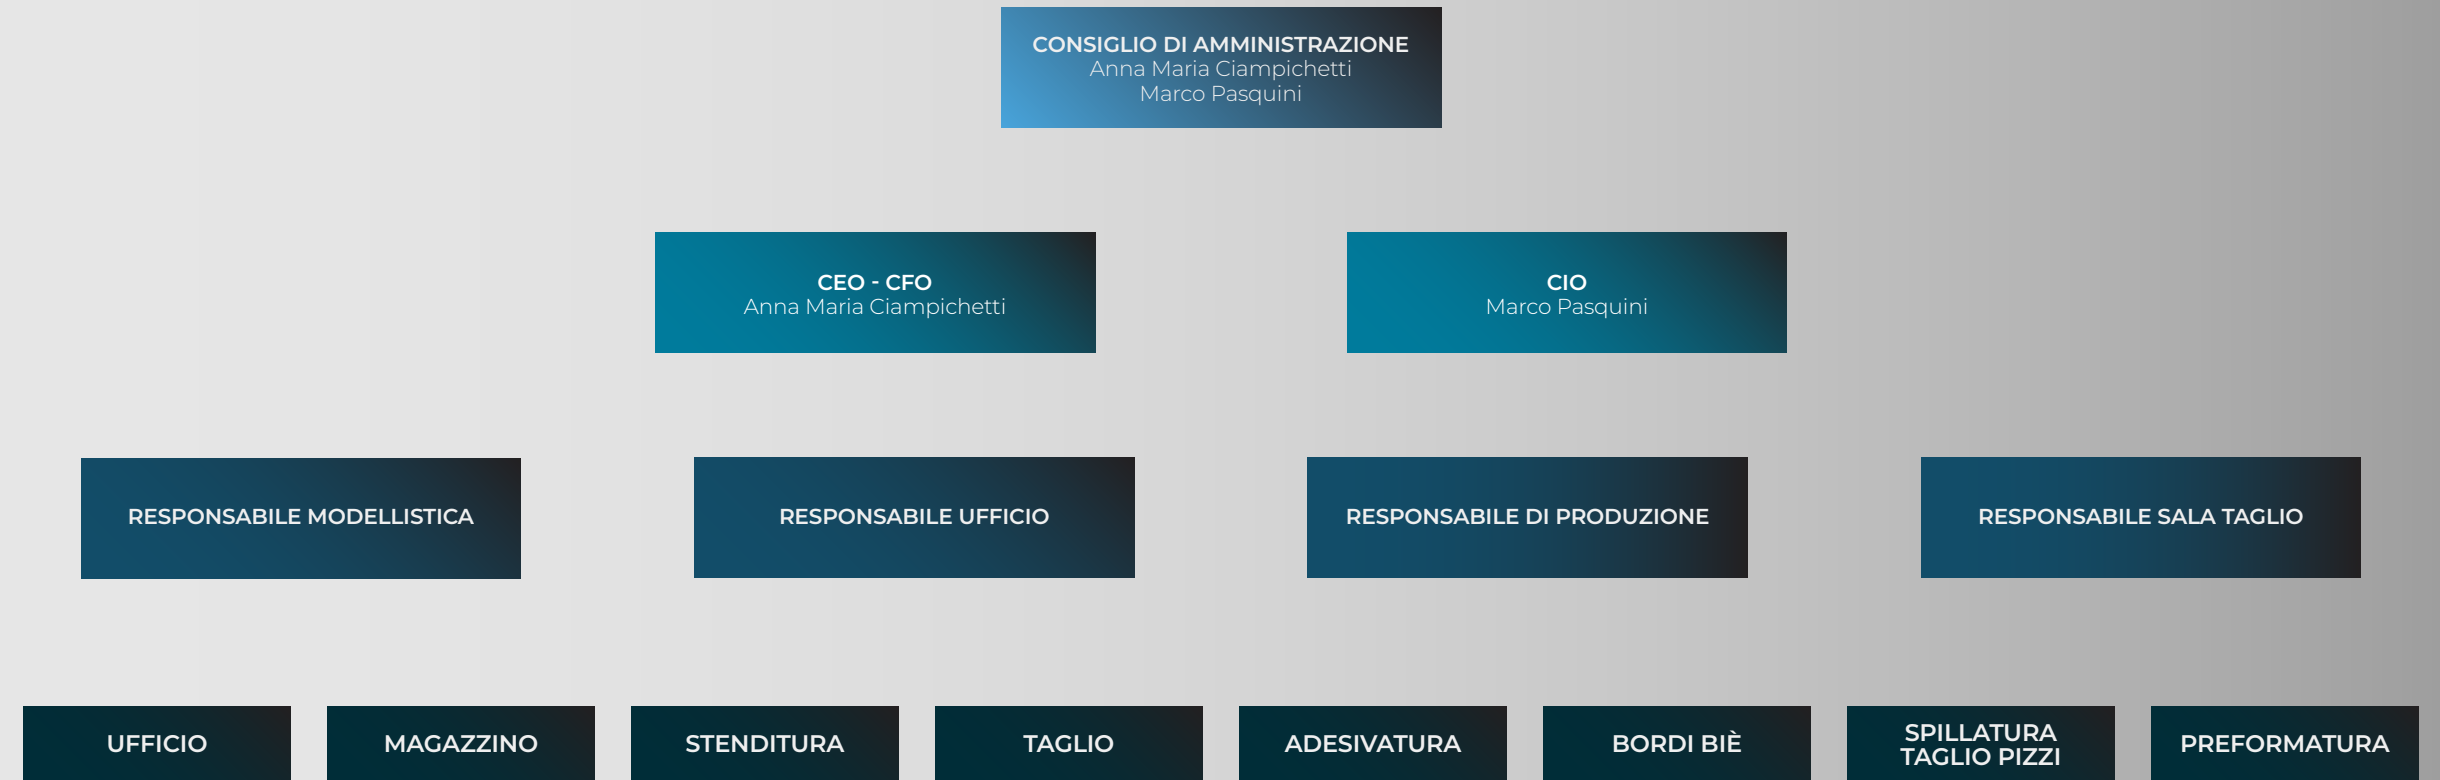 CONSIGLIO DI AMMINISTRAZIONE
Anna Maria Ciampichetti
Marco Pasquini
CEO - CFO
Anna Maria Ciampichetti
CIO
Marco Pasquini
RESPONSABILE MODELLISTICA
RESPONSABILE UFFICIO
RESPONSABILE DI PRODUZIONE
RESPONSABILE SALA TAGLIO
UFFICIO
MAGAZZINO
STENDITURA
TAGLIO
ADESIVATURA
BORDI BIÈ
SPILLATURA
TAGLIO PIZZI
PREFORMATURA